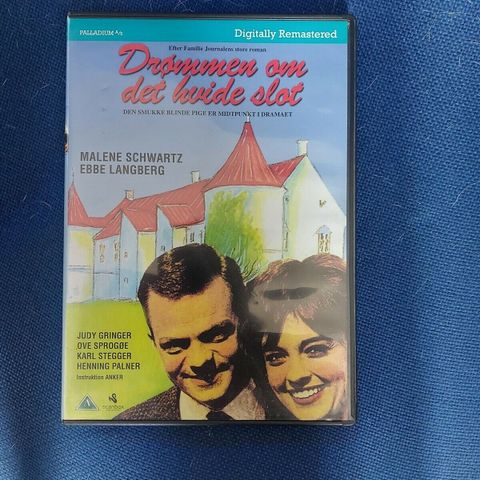 PALLADIUM A/S
Digitally Remastered
Efter Familie Journalens store roman
Drømmen om
det hvide slot
DEN SMUKKE BLINDE PIGE ER MIDTPUNKT I DRAMAET
MALENE SCHWARTZ
EBBE LANGBERG
JUDY GRINGER
OVE SPROGØE
KARL STEGGER
HENNING PALNER
Instruktion ANKER
scanbox